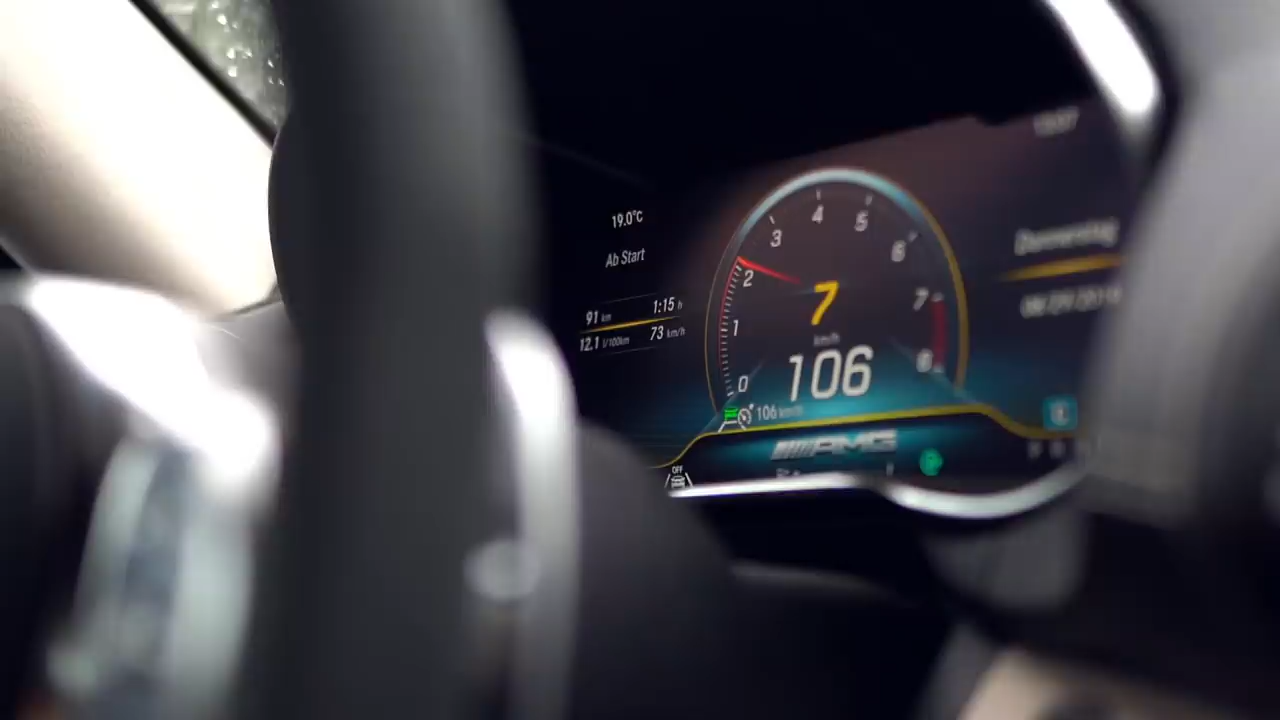 19.0°C
Ab Start
91 km 1:15 h
12.1 l/100km 73 km/h
0
1
2
3
4
5
6
7
8
7
km/h
106
106 km/h
AMG
OFF
Donnerstag